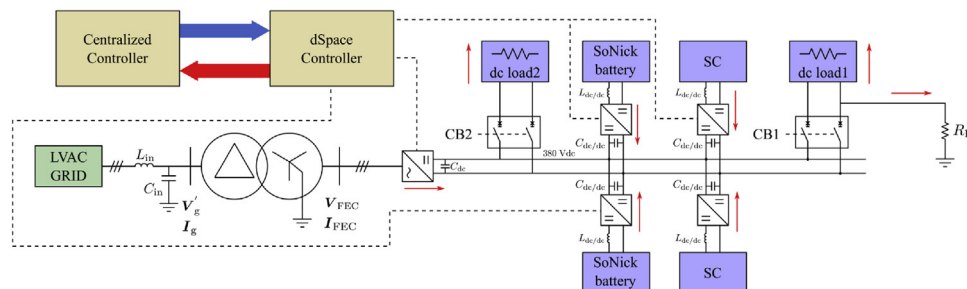 Centralized
Controller
dSpace
Controller
dc load2
SoNick
battery
SC
dc load1
L_dc/dc
L_dc/dc
R_1
CB2
CB1
C_dc/dc
C_dc/dc
380 Vdc
LVAC
GRID
L_in
C_in
C_dc
C_dc/dc
C_dc/dc
V'_g
I_g
V_FEC
I_FEC
L_dc/dc
L_dc/dc
SoNick
battery
SC